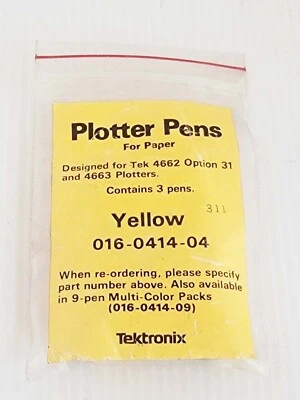 Plotter Pens
For Paper
Designed for Tek 4662 Option 31
and 4663 Plotters.
Contains 3 pens.
311
Yellow
016-0414-04
When re-ordering, please specify
part number above. Also available
in 9-pen Multi-Color Packs
(016-0414-09)
Tektronix